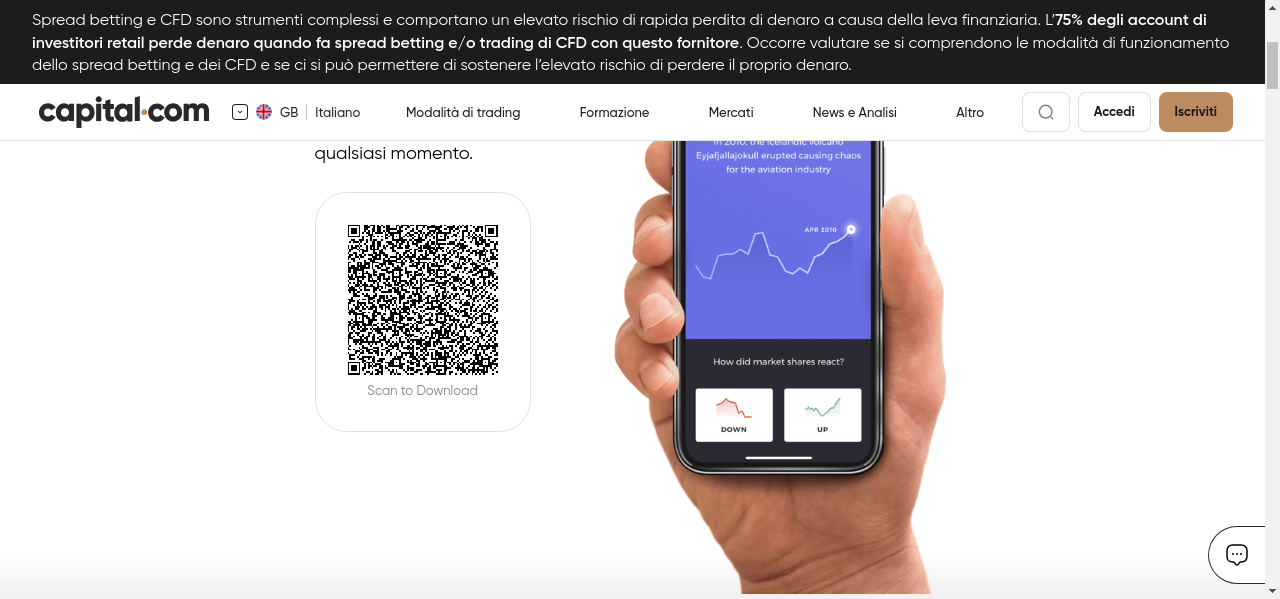 Spread betting e CFD sono strumenti complessi e comportano un elevato rischio di rapida perdita di denaro a causa della leva finanziaria. L’75% degli account di
investitori retail perde denaro quando fa spread betting e/o trading di CFD con questo fornitore. Occorre valutare se si comprendono le modalità di funzionamento
dello spread betting e dei CFD e se ci si può permettere di sostenere l’elevato rischio di perdere il proprio denaro.
capital.com GB Italiano Modalità di trading Formazione Mercati News e Analisi Altro Accedi Iscriviti
qualsiasi momento.
In 2010, the Icelandic volcano
Eyjafjallajokull erupted causing chaos
for the aviation industry
APR 2010
How did market shares react?
Scan to Download
DOWN UP